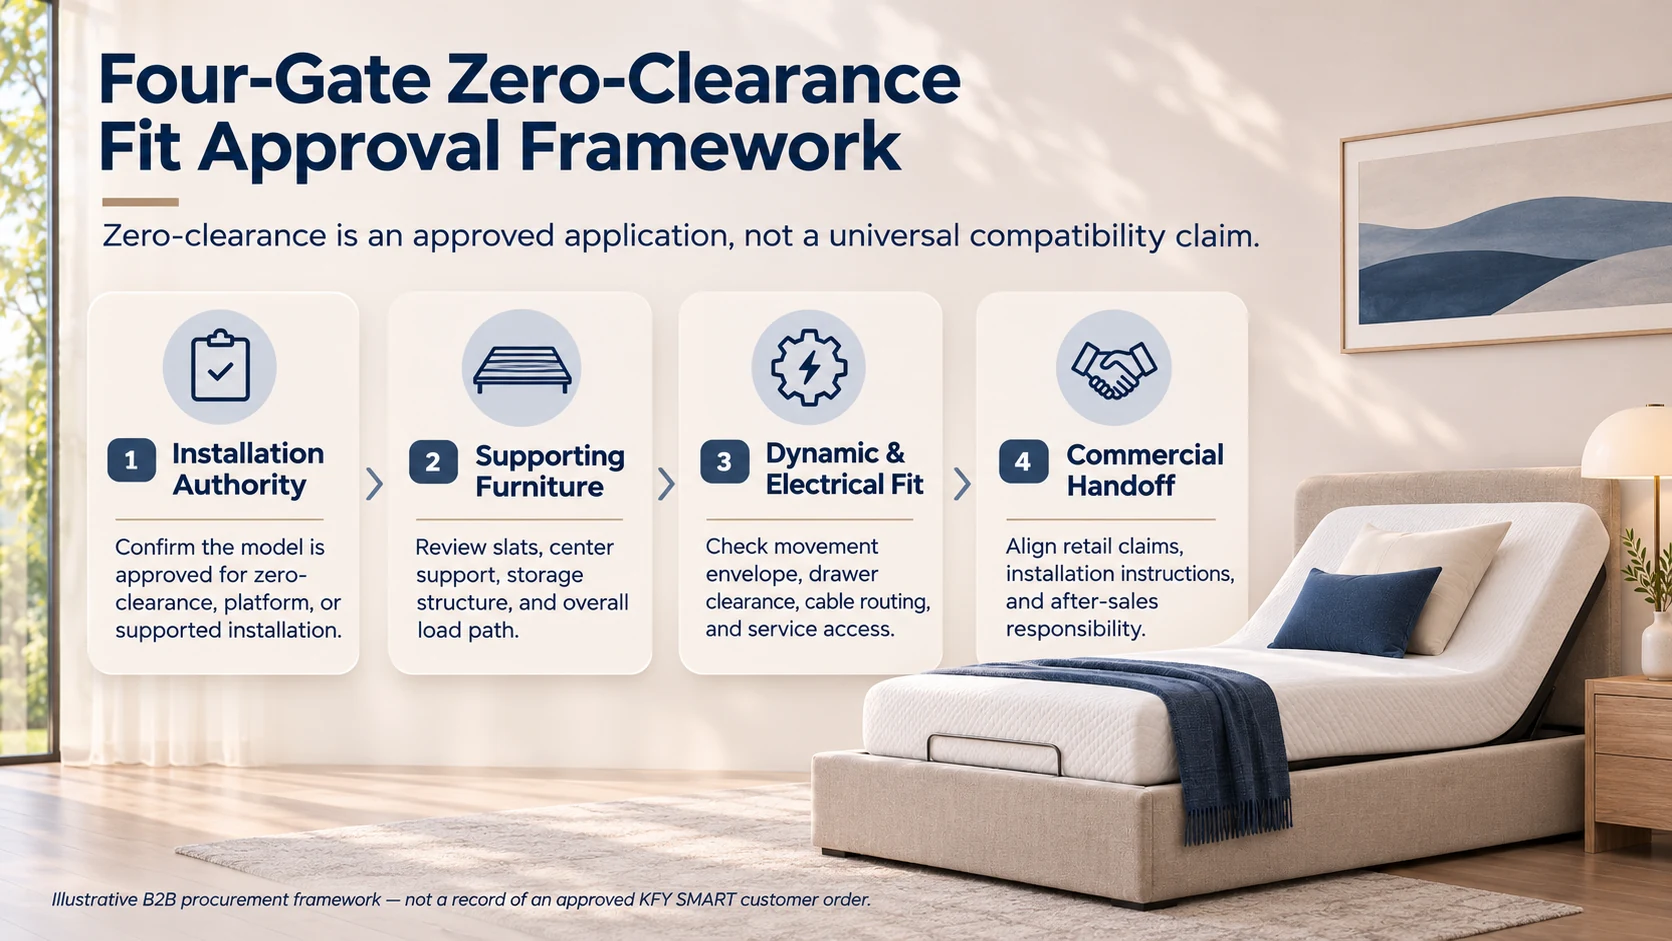 Four-Gate Zero-Clearance
Fit Approval Framework
Zero-clearance is an approved application, not a universal compatibility claim.
1
Installation
Authority
Confirm the model is
approved for zero-
clearance, platform, or
supported installation.
2
Supporting
Furniture
Review slats, center
support, storage
structure, and overall
load path.
3
Dynamic &
Electrical Fit
Check movement
envelope, drawer
clearance, cable routing,
and service access.
4
Commercial
Handoff
Align retail claims,
installation instructions,
and after-sales
responsibility.
Illustrative B2B procurement framework — not a record of an approved KFY SMART customer order.